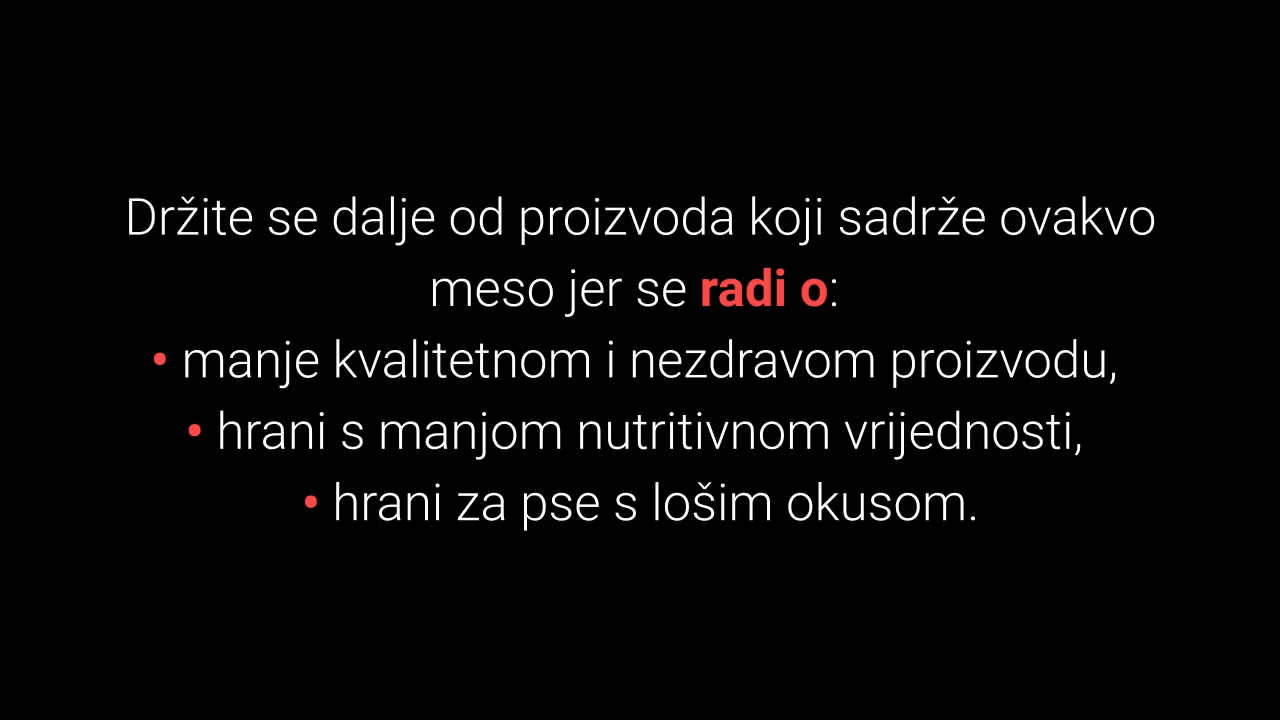 Držite se dalje od proizvoda koji sadrže ovakvo
meso jer se radi o:
• manje kvalitetnom i nezdravom proizvodu,
• hrani s manjom nutritivnom vrijednosti,
• hrani za pse s lošim okusom.